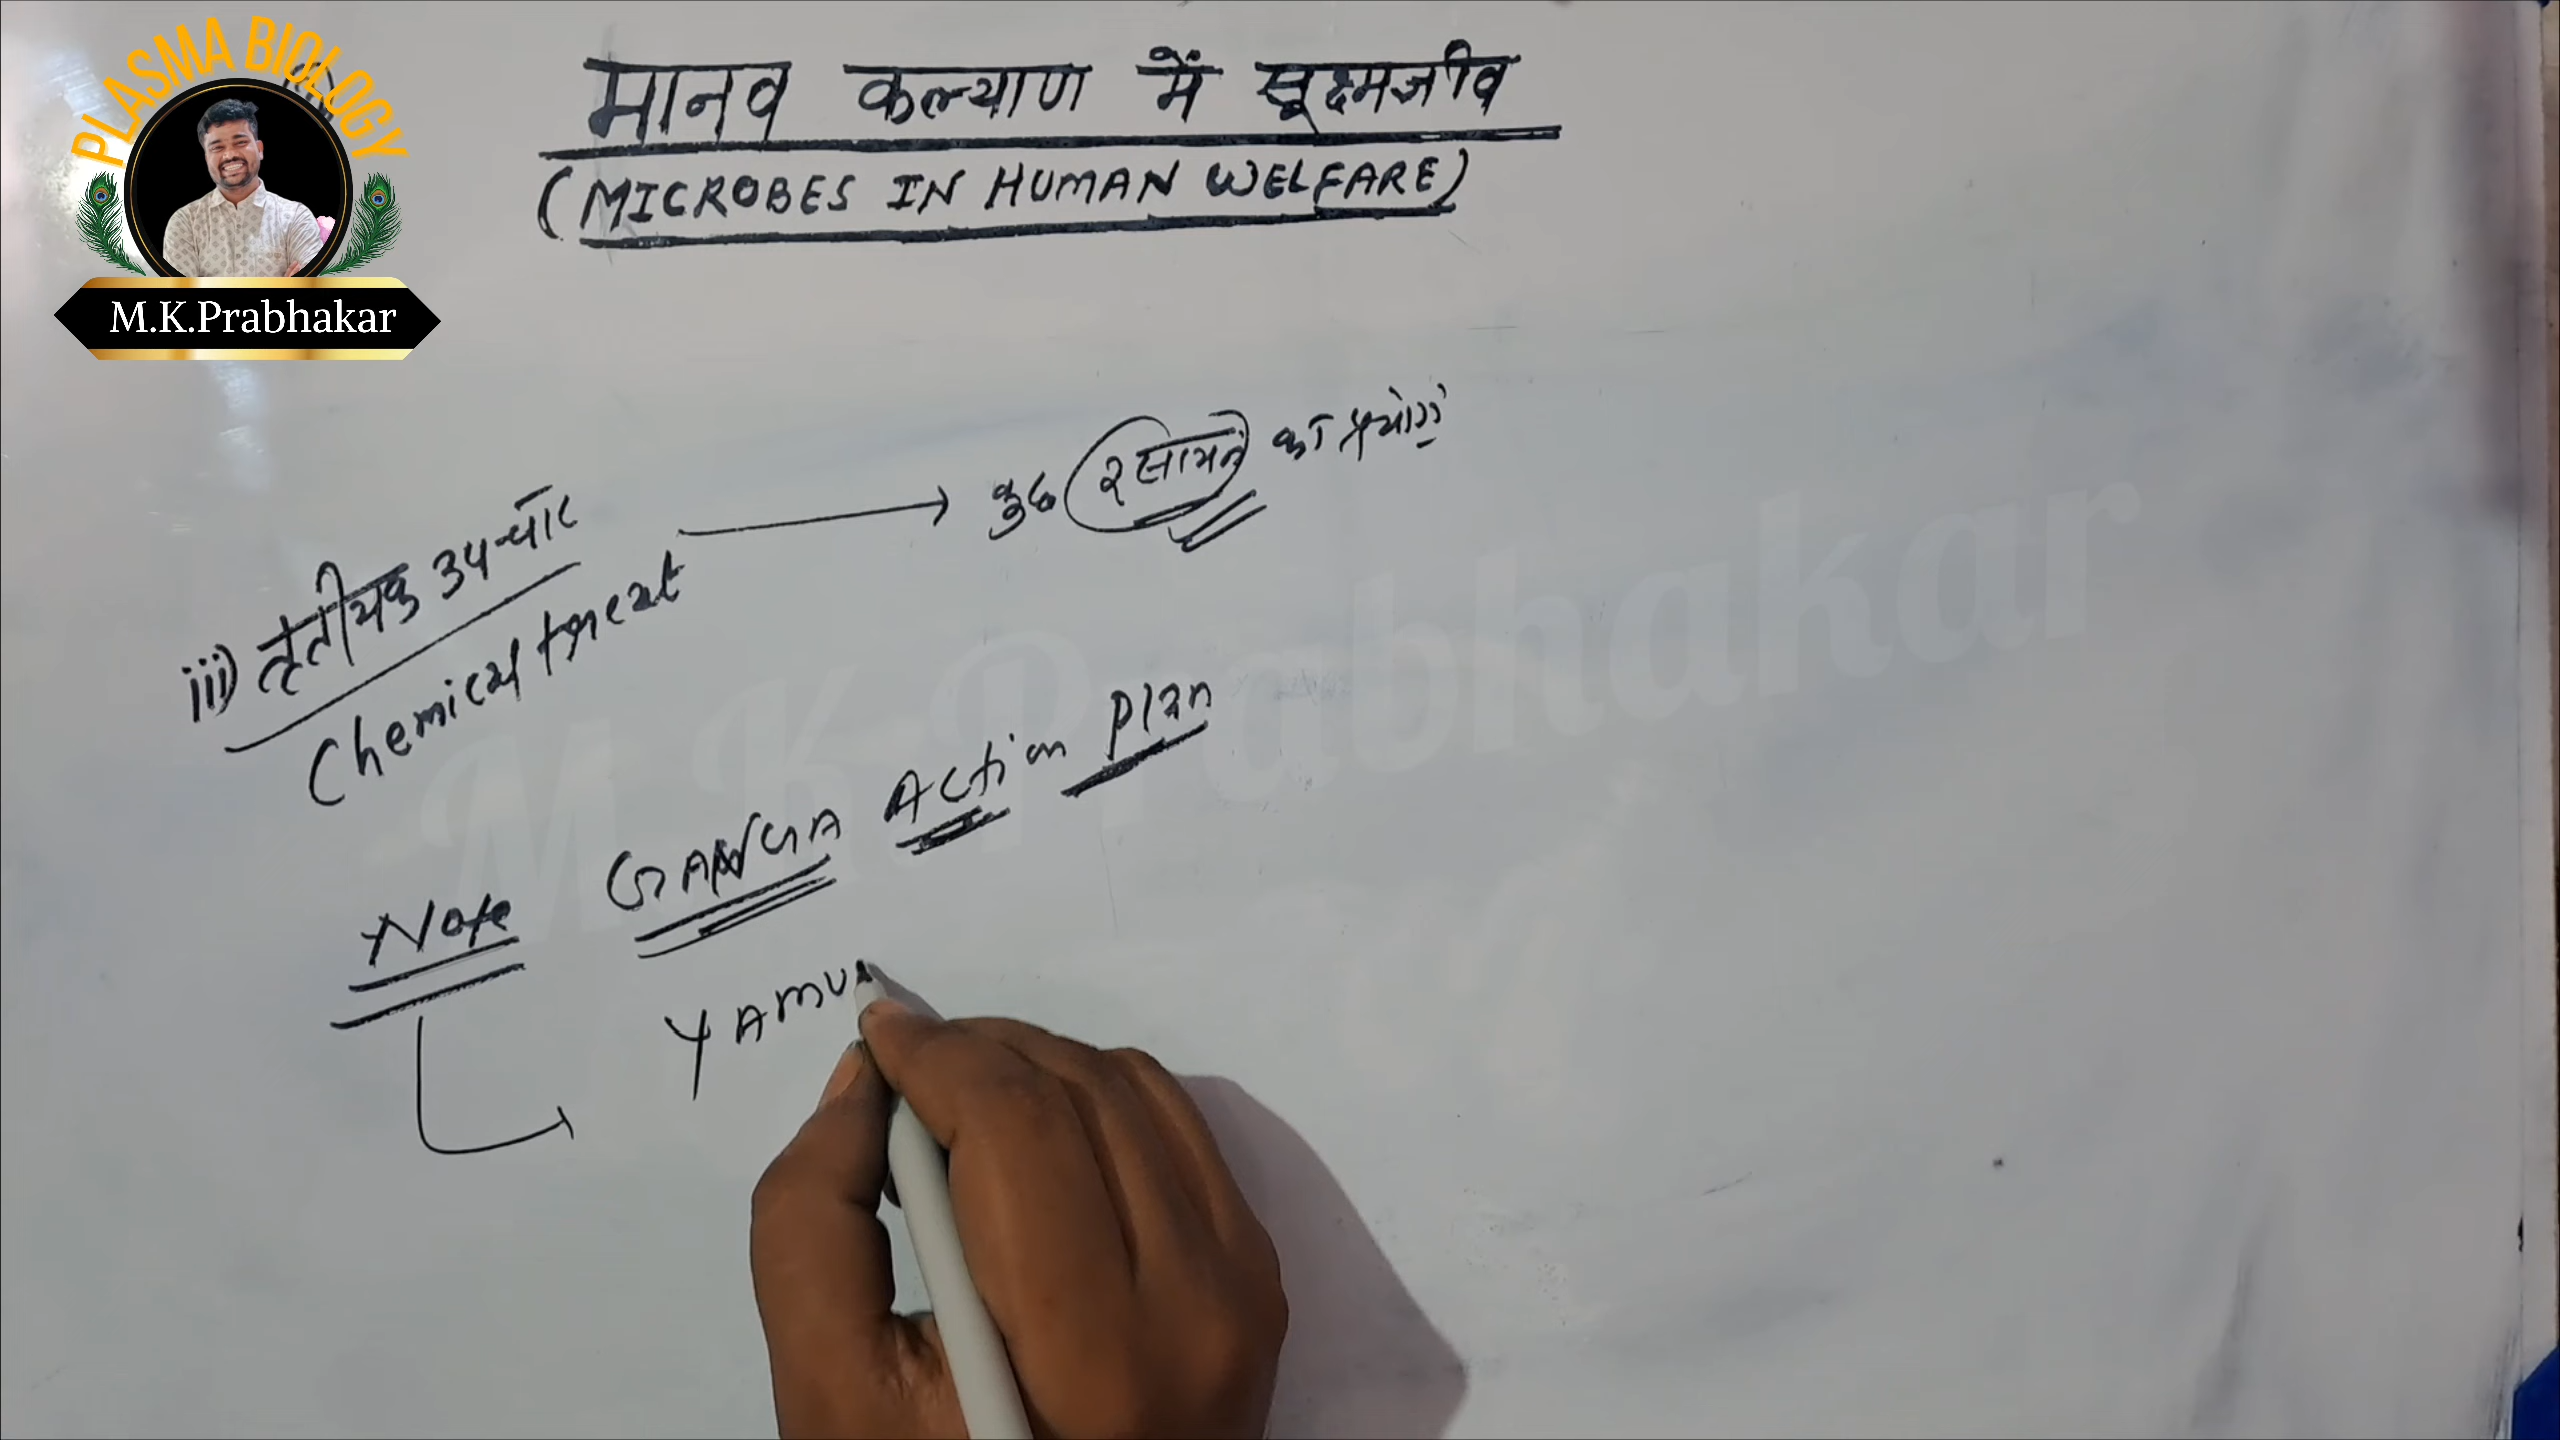 PLASMA BIOLOGY
M.K.Prabhakar
मानव कल्याण में सूक्ष्मजीव
(MICROBES IN HUMAN WELFARE)
iii) तृतीयक उपचार
Chemical treat
कुछ रसायनों का प्रयोग
M.K.Prabhakar
Note GANGA Action Plan
YAMU